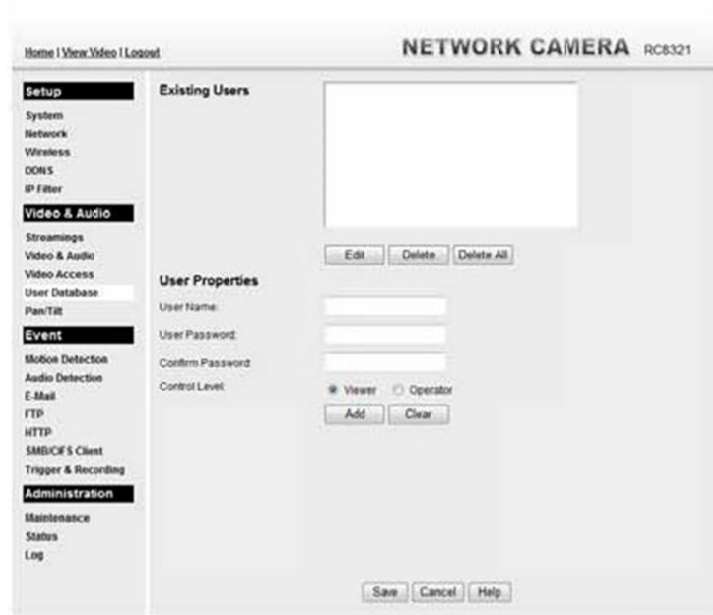 Home | View Video | Logout
NETWORK CAMERA RC8321
Setup
System
Network
Wireless
DDNS
IP Filter
Video & Audio
Streamings
Video & Audio
Video Access
User Database
Pan/Tilt
Event
Motion Detection
Audio Detection
E-Mail
FTP
HTTP
SMB/CIFS Client
Trigger & Recording
Administration
Maintenance
Status
Log
Existing Users
Edit Delete Delete All
User Properties
User Name:
User Password:
Confirm Password:
Control Level: Viewer Operator
Add Clear
Save Cancel Help